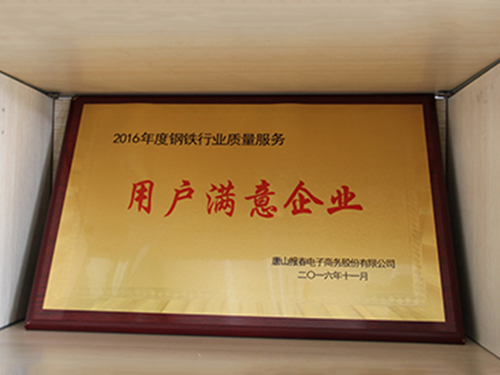 2016年度钢铁行业质量服务
用户满意企业
唐山报春电子商务股份有限公司
二〇一六年十一月